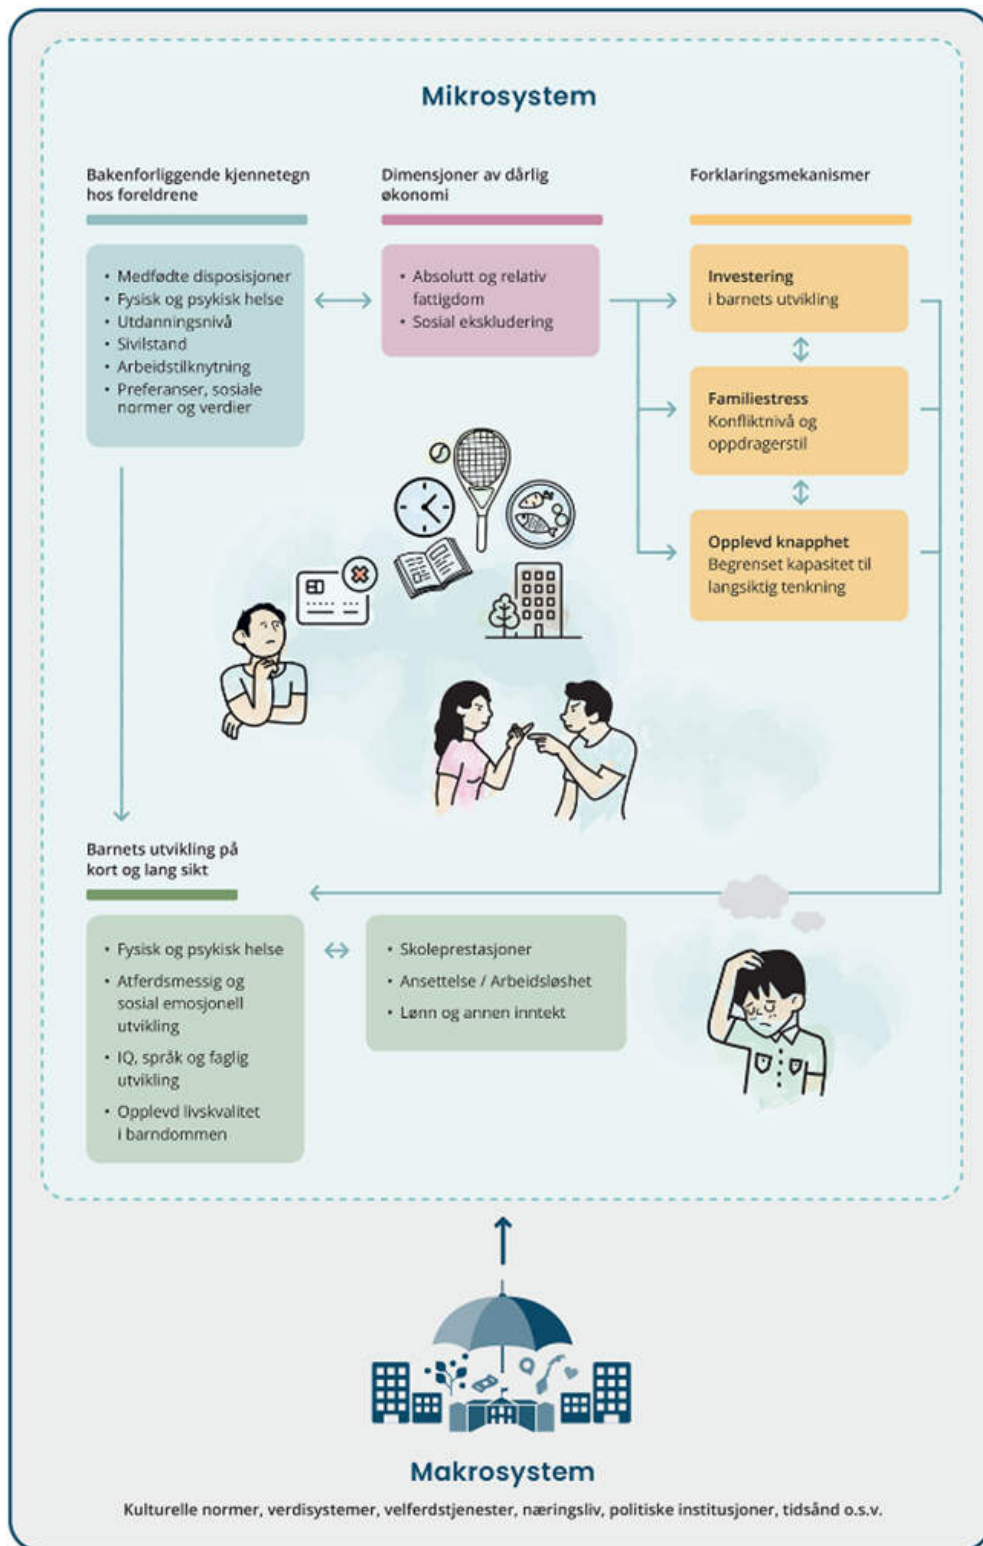 Mikrosystem
Bakenforliggende kjennetegn
hos foreldrene
• Medfødte disposisjoner
• Fysisk og psykisk helse
• Utdanningsnivå
• Sivilstand
• Arbeidstilknytning
• Preferanser, sosiale
normer og verdier
Dimensjoner av dårlig
økonomi
• Absolutt og relativ
fattigdom
• Sosial ekskludering
Forklaringsmekanismer
Investering
i barnets utvikling
Familiestress
Konfliktnivå og
oppdragerstil
Opplevd knapphet
Begrenset kapasitet til
langsiktig tenkning
Barnets utvikling på
kort og lang sikt
• Fysisk og psykisk helse
• Atferdsmessig og
sosial emosjonell
utvikling
• IQ, språk og faglig
utvikling
• Opplevd livskvalitet
i barndommen
• Skoleprestasjoner
• Ansettelse / Arbeidsløshet
• Lønn og annen inntekt
Makrosystem
Kulturelle normer, verdisystemer, velferdstjenester, næringsliv, politiske institusjoner, tidsånd o.s.v.